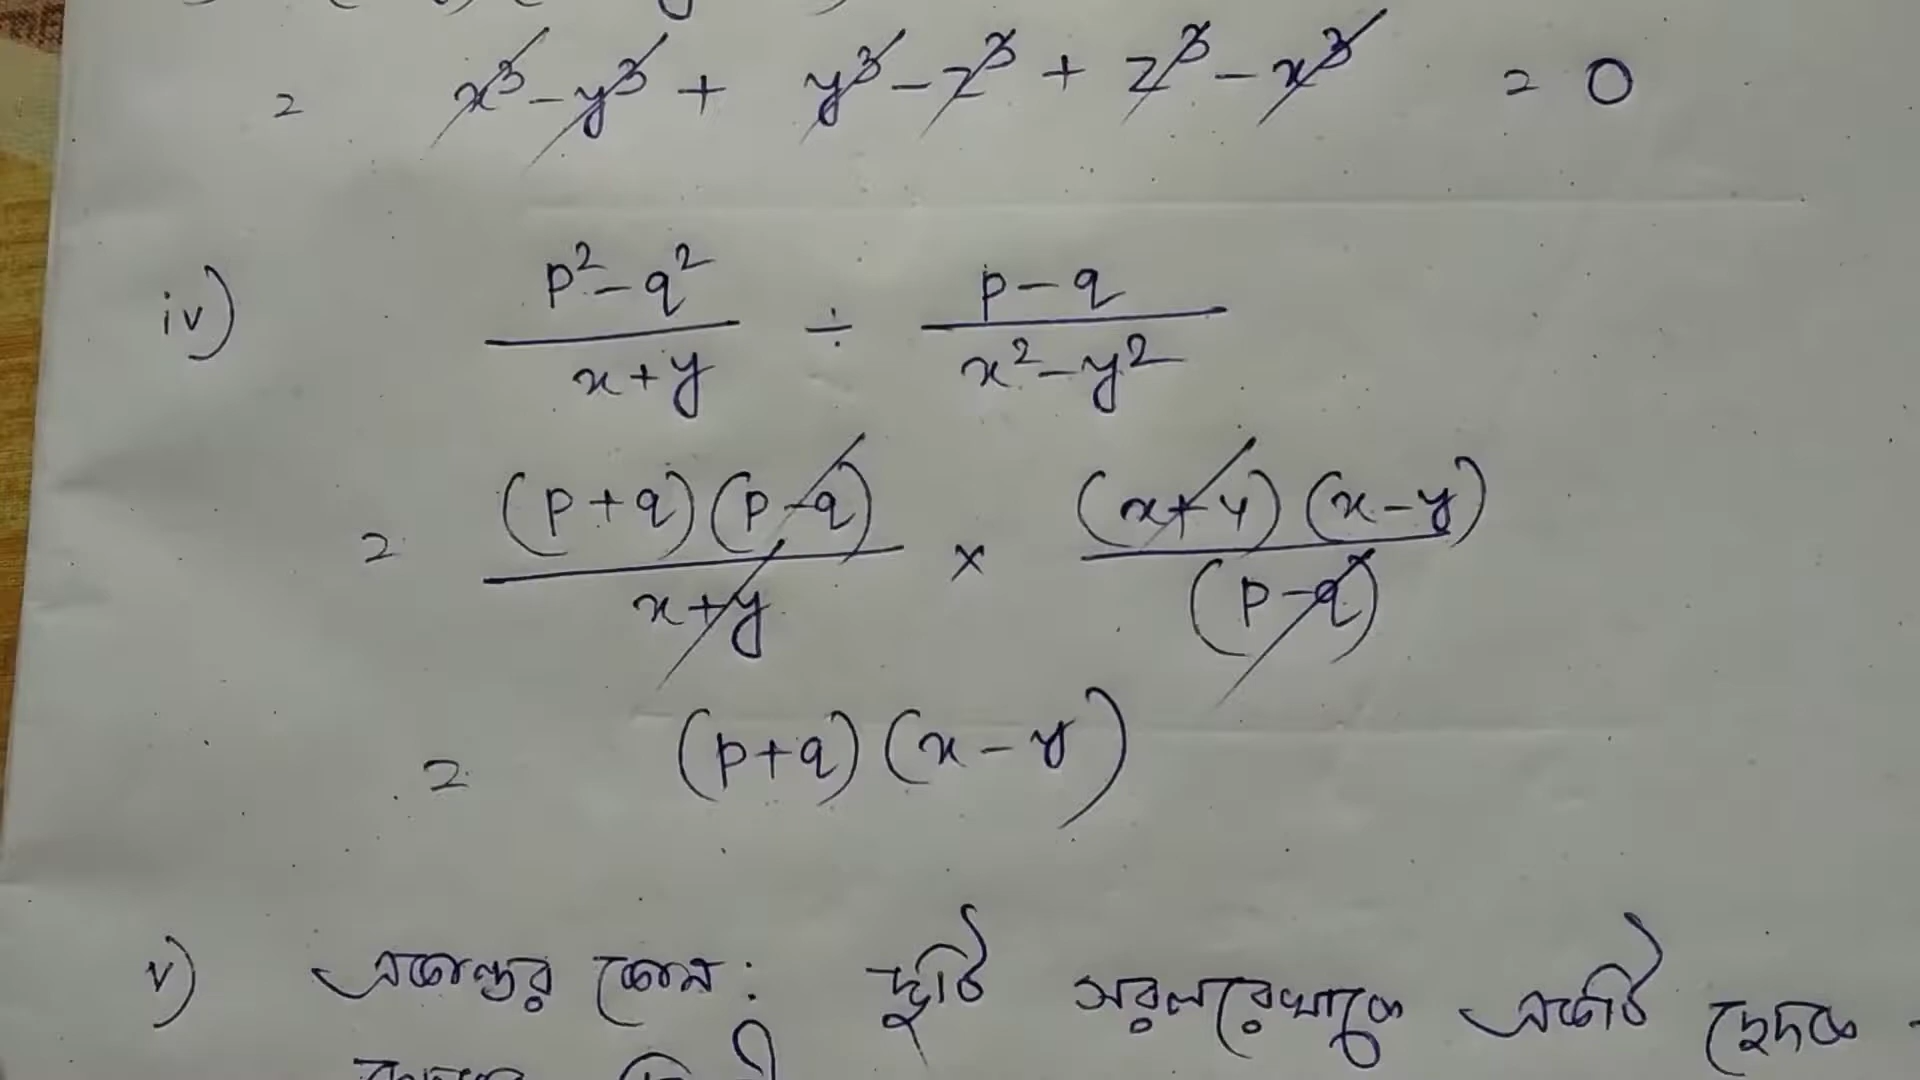 = x³ - y³ + y³ - z³ + z³ - x³ = 0
iv) p² - q² / x + y ÷ p - q / x² - y²
= (p + q) (p - q) / x + y × (x + y) (x - y) / (p - q)
= (p + q) (x - y)
v) একান্তর কোন : দুটি সরলরেখাকে একটি ছেদক